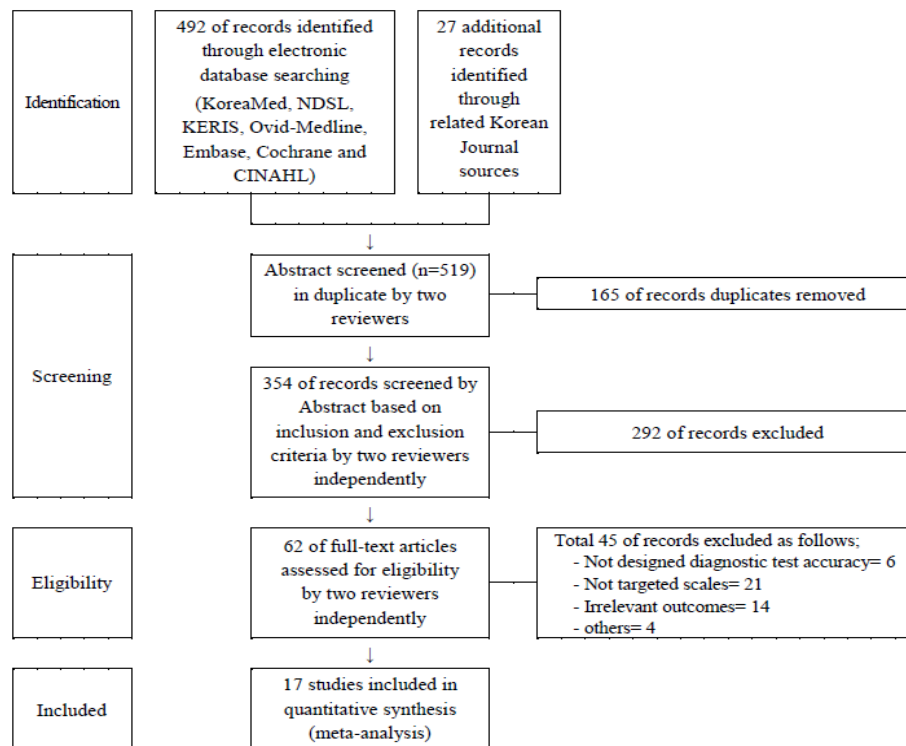 Identification
492 of records identified
through electronic
database searching
(KoreaMed, NDSL,
KERIS, Ovid-Medline,
Embase, Cochrane and
CINAHL)
27 additional
records
identified
through
related Korean
Journal
sources
↓
Screening
Abstract screened (n=519)
in duplicate by two
reviewers
165 of records duplicates removed
↓
354 of records screened by
Abstract based on
inclusion and exclusion
criteria by two reviewers
independently
292 of records excluded
↓
Eligibility
62 of full-text articles
assessed for eligibility
by two reviewers
independently
Total 45 of records excluded as follows;
- Not designed diagnostic test accuracy= 6
- Not targeted scales= 21
- Irrelevant outcomes= 14
- others= 4
↓
Included
17 studies included in
quantitative synthesis
(meta-analysis)